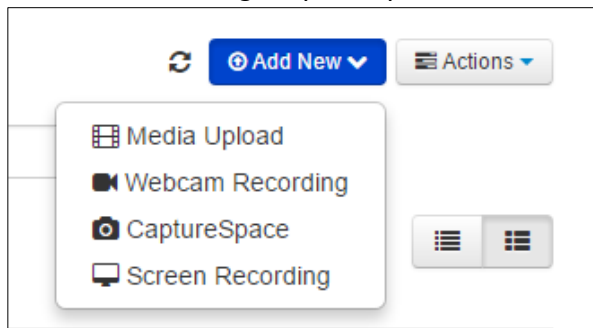 Add New
Actions
Media Upload
Webcam Recording
CaptureSpace
Screen Recording